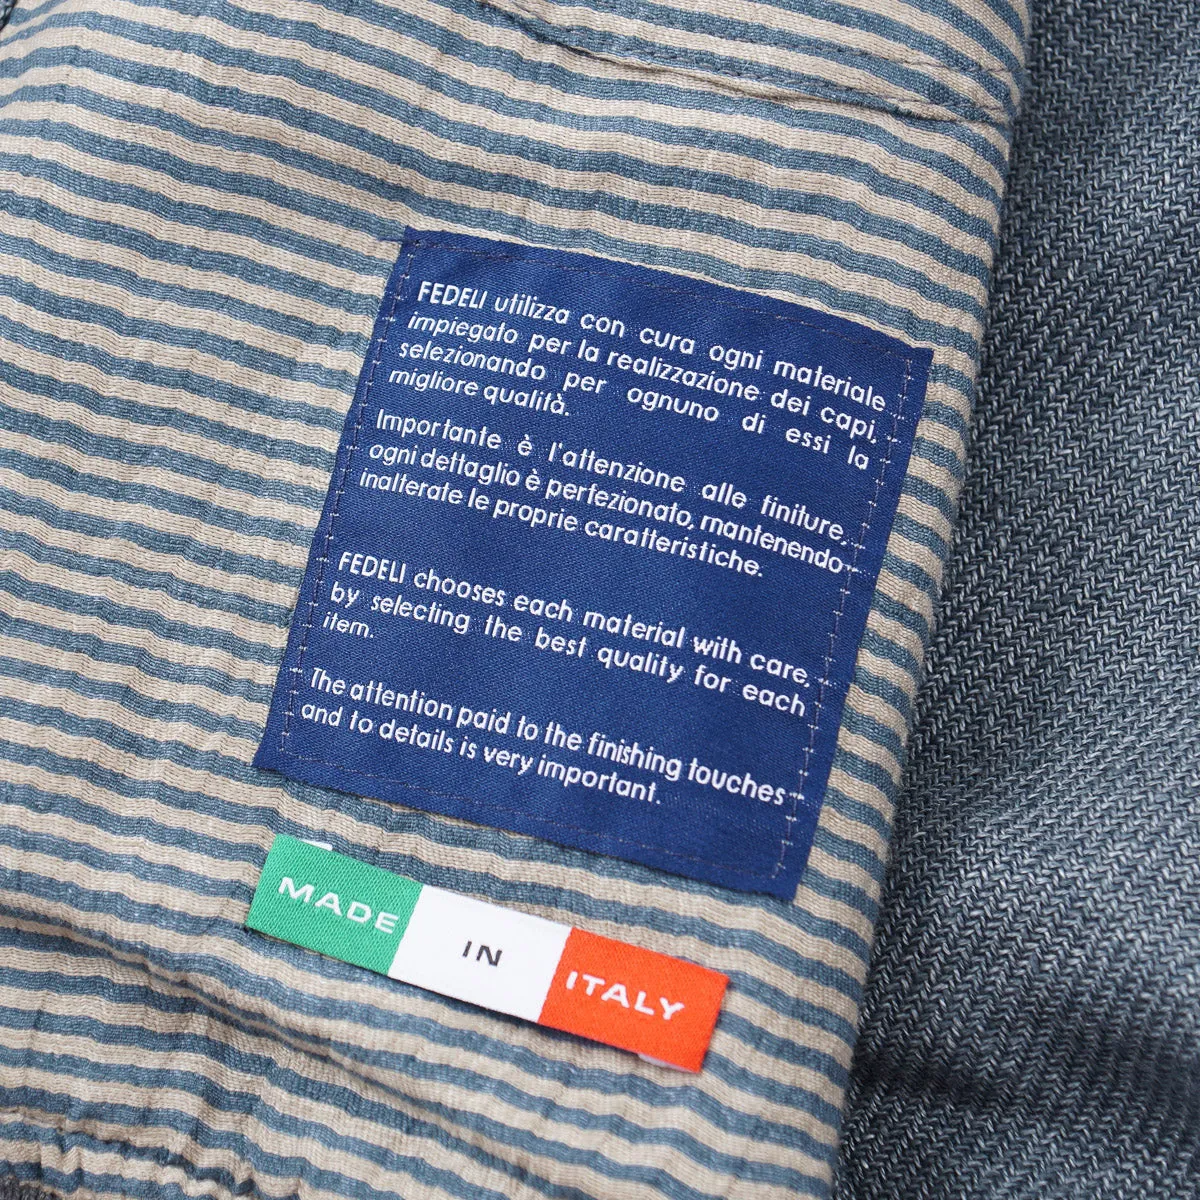 FEDELI utilizza con cura ogni materiale
impiegato per la realizzazione dei capi,
selezionando per ognuno di essi la
migliore qualità.
Importante è l'attenzione alle finiture,
ogni dettaglio è perfezionato, mantenendo
inalterate le proprie caratteristiche.
FEDELI chooses each material with care,
by selecting the best quality for each
item.
The attention paid to the finishing touches
and to details is very important.
MADE IN ITALY